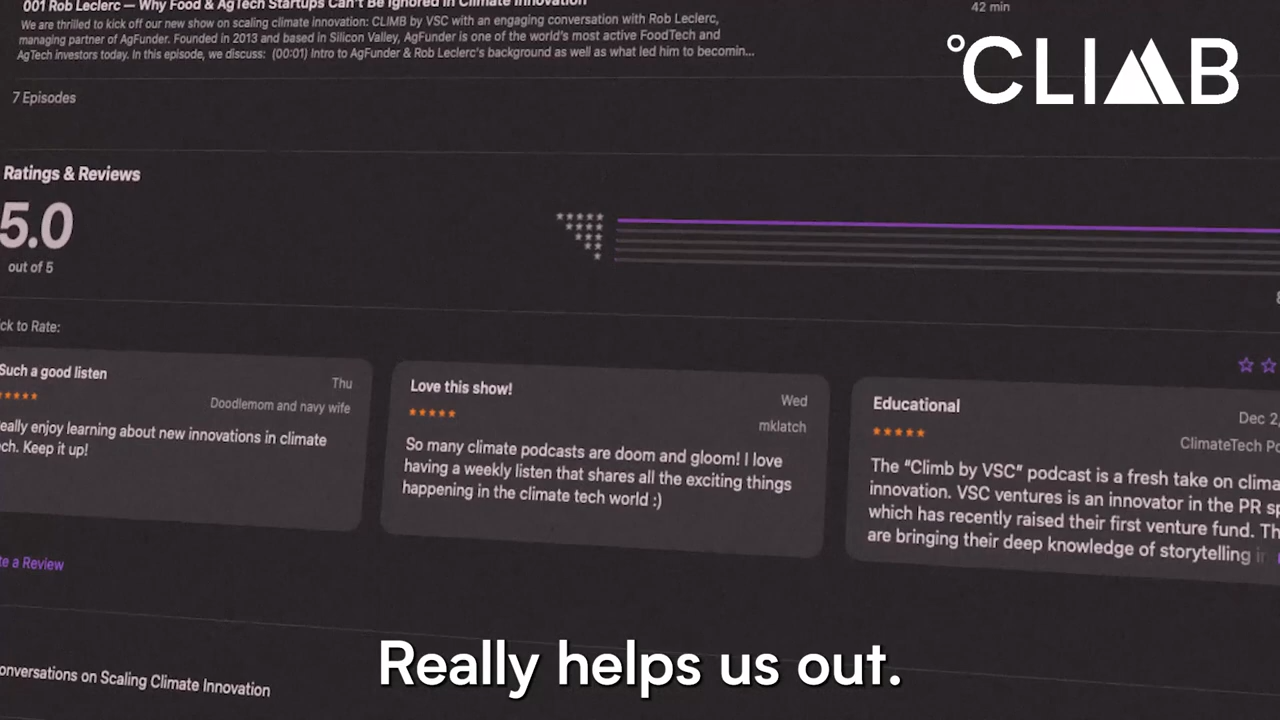 001 Rob Leclerc — Why Food & AgTech Startups Can't Be Ignored in Climate Innovation
We are thrilled to kick off our new show on scaling climate innovation: CLIMB by VSC with an engaging conversation with Rob Leclerc,
managing partner of AgFunder. Founded in 2013 and based in Silicon Valley, AgFunder is one of the world's most active FoodTech and
AgTech investors today. In this episode, we discuss: (00:01) Intro to AgFunder & Rob Leclerc's background as well as what led him to becomin...
42 min
°CLIMB
7 Episodes
Ratings & Reviews
5.0
out of 5
ck to Rate:
Such a good listen
Thu
Doodlemom and navy wife
eally enjoy learning about new innovations in climate
ch. Keep it up!
Love this show!
Wed
mklatch
So many climate podcasts are doom and gloom! I love
having a weekly listen that shares all the exciting things
happening in the climate tech world :)
Educational
Dec 2,
ClimateTech Po
The "Climb by VSC" podcast is a fresh take on clima
innovation. VSC ventures is an innovator in the PR sp
which has recently raised their first venture fund. Th
are bringing their deep knowledge of storytelling in
te a Review
onversations on Scaling Climate Innovation
Really helps us out.